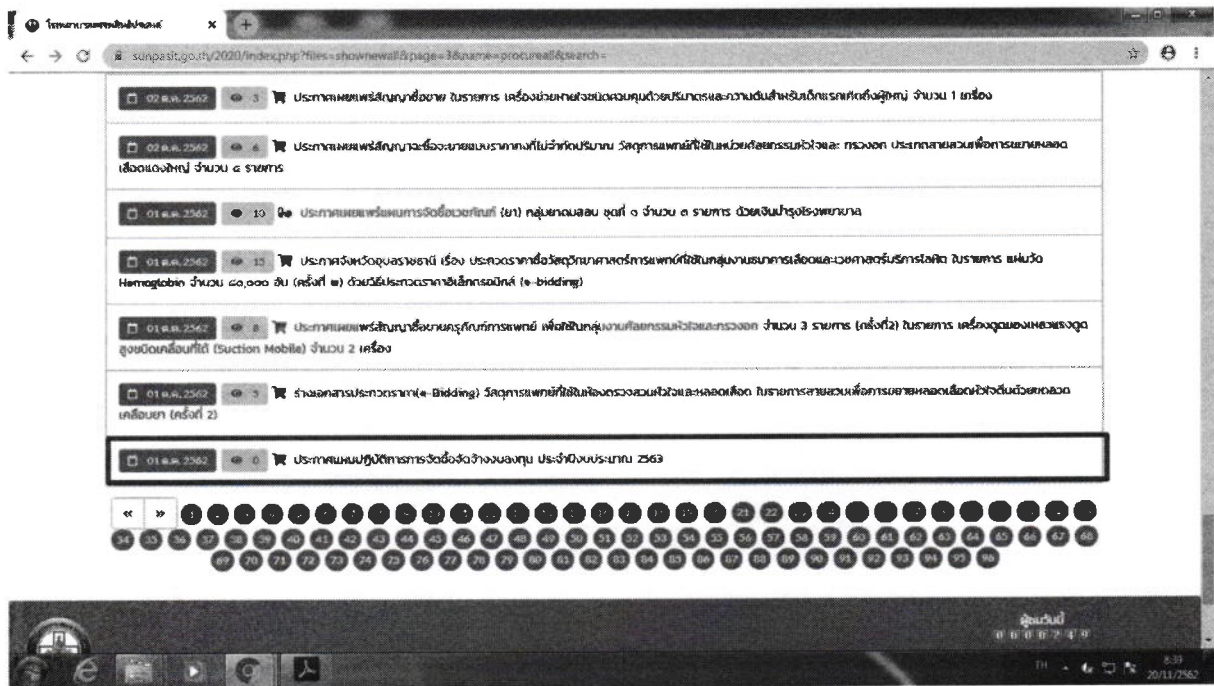 โรงพยาบาลสรรพสิทธิประสงค์
sunpasit.go.th/2020/index.php?files=shownewall&page=3&name=procureall&search=
02 ต.ค. 2562 3 ประกาศเผยแพร่สัญญาซื้อขาย ในรายการ เครื่องช่วยหายใจชนิดควบคุมด้วยปริมาตรและความดันสำหรับเด็กแรกเกิดถึงผู้ใหญ่ จำนวน 1 เครื่อง
02 ต.ค. 2562 6 ประกาศเผยแพร่สัญญาจะซื้อจะขายแบบราคาคงที่ไม่จำกัดปริมาณ วัสดุการแพทย์ที่ใช้ในหน่วยศัลยกรรมหัวใจและ ทรวงอก ประเภทสายสวนเพื่อการขยายหลอด
เลือดแดงใหญ่ จำนวน ๔ รายการ
01 ต.ค. 2562 10 ประกาศเผยแพร่แผนการจัดซื้อเวชภัณฑ์ (ยา) กลุ่มยาดมสลบ ชุดที่ ๑ จำนวน ๓ รายการ ด้วยเงินบำรุงโรงพยาบาล
01 ต.ค. 2562 15 ประกาศจังหวัดอุบลราชธานี เรื่อง ประกวดราคาซื้อวัสดุวิทยาศาสตร์การแพทย์ที่ใช้ในกลุ่มงานธนาคารเลือดและเวชศาสตร์บริการโลหิต ในรายการ แผ่นวัด
Hemoglobin จำนวน ๘๐,๐๐๐ อัน (ครั้งที่ ๒) ด้วยวิธีประกวดราคาอิเล็กทรอนิกส์ (e-bidding)
01 ต.ค. 2562 8 ประกาศเผยแพร่สัญญาซื้อขายครุภัณฑ์การแพทย์ เพื่อใช้ในกลุ่มงานศัลยกรรมหัวใจและทรวงอก จำนวน 3 รายการ (ครั้งที่2) ในรายการ เครื่องดูดของเหลวแรงดูด
สูงชนิดเคลื่อนที่ได้ (Suction Mobile) จำนวน 2 เครื่อง
01 ต.ค. 2562 5 ร่างเอกสารประกวดราคา(e-Bidding) วัสดุการแพทย์ที่ใช้ในห้องตรวจสวนหัวใจและหลอดเลือด ในรายการสายสวนเพื่อการขยายหลอดเลือดหัวใจตีบด้วยขดลวด
เคลือบยา (ครั้งที่ 2)
01 ต.ค. 2562 0 ประกาศแผนปฏิบัติการการจัดซื้อจัดจ้างงบลงทุน ประจำปีงบประมาณ 2563
« » 21 22
34 35 36 37 38 39 40 41 42 43 44 45 46 47 48 49 50 51 52 53 54 55 56 57 58 59 60 61 62 63 64 65 66 67 68
69 70 71 72 73 74 75 76 77 78 79 80 81 82 83 84 85 86 87 88 89 90 91 92 93 94 95 96
ผู้ชมวันนี้
0 0 0 0 2 4 9
TH 8:39
20/11/2562